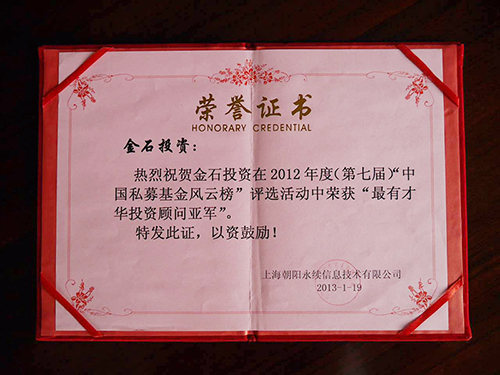 荣誉证书
HONORARY CREDENTIAL
金石投资：
热烈祝贺金石投资在2012年度(第七届)“中
国私募基金风云榜”评选活动中荣获“最有才
华投资顾问亚军”。
特发此证，以资鼓励！
上海朝阳永续信息技术有限公司
2013-1-19